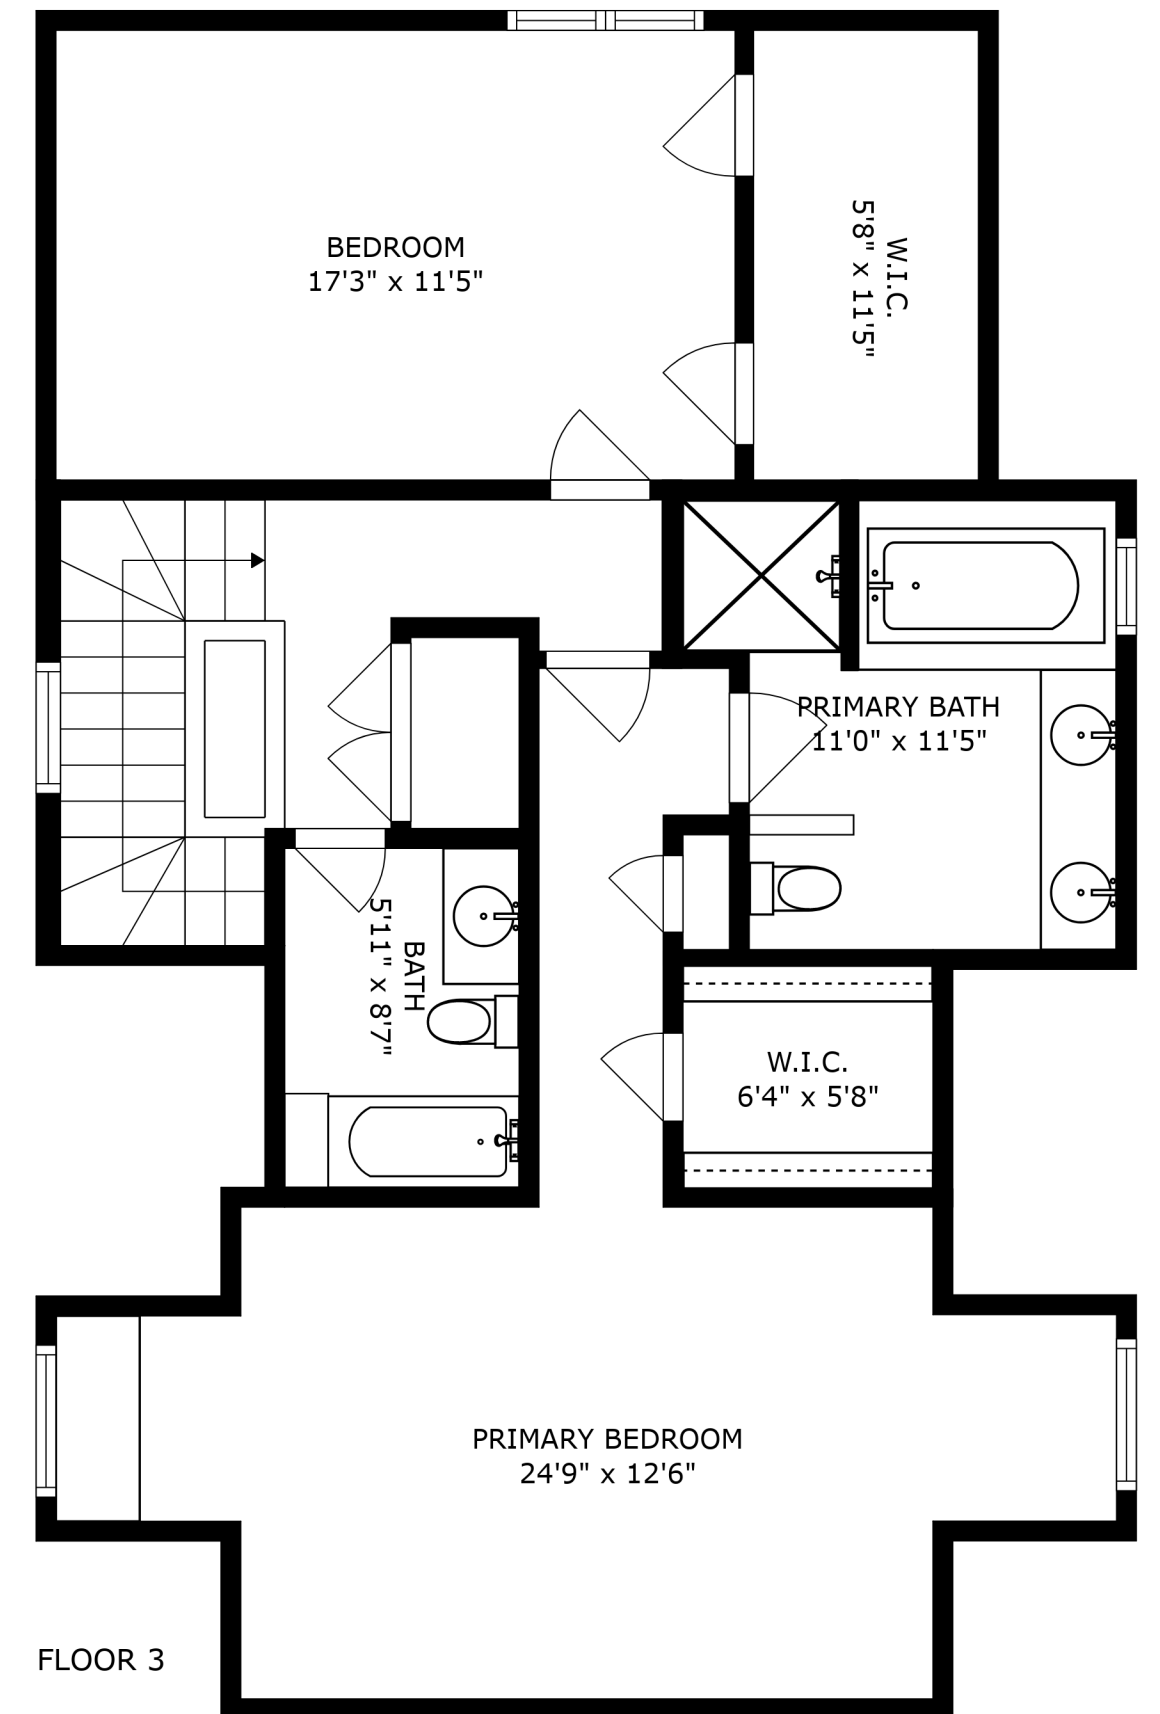 BEDROOM
17'3" x 11'5"
W.I.C.
5'8" x 11'5"
PRIMARY BATH
11'0" x 11'5"
BATH
5'11" x 8'7"
W.I.C.
6'4" x 5'8"
PRIMARY BEDROOM
24'9" x 12'6"
FLOOR 3